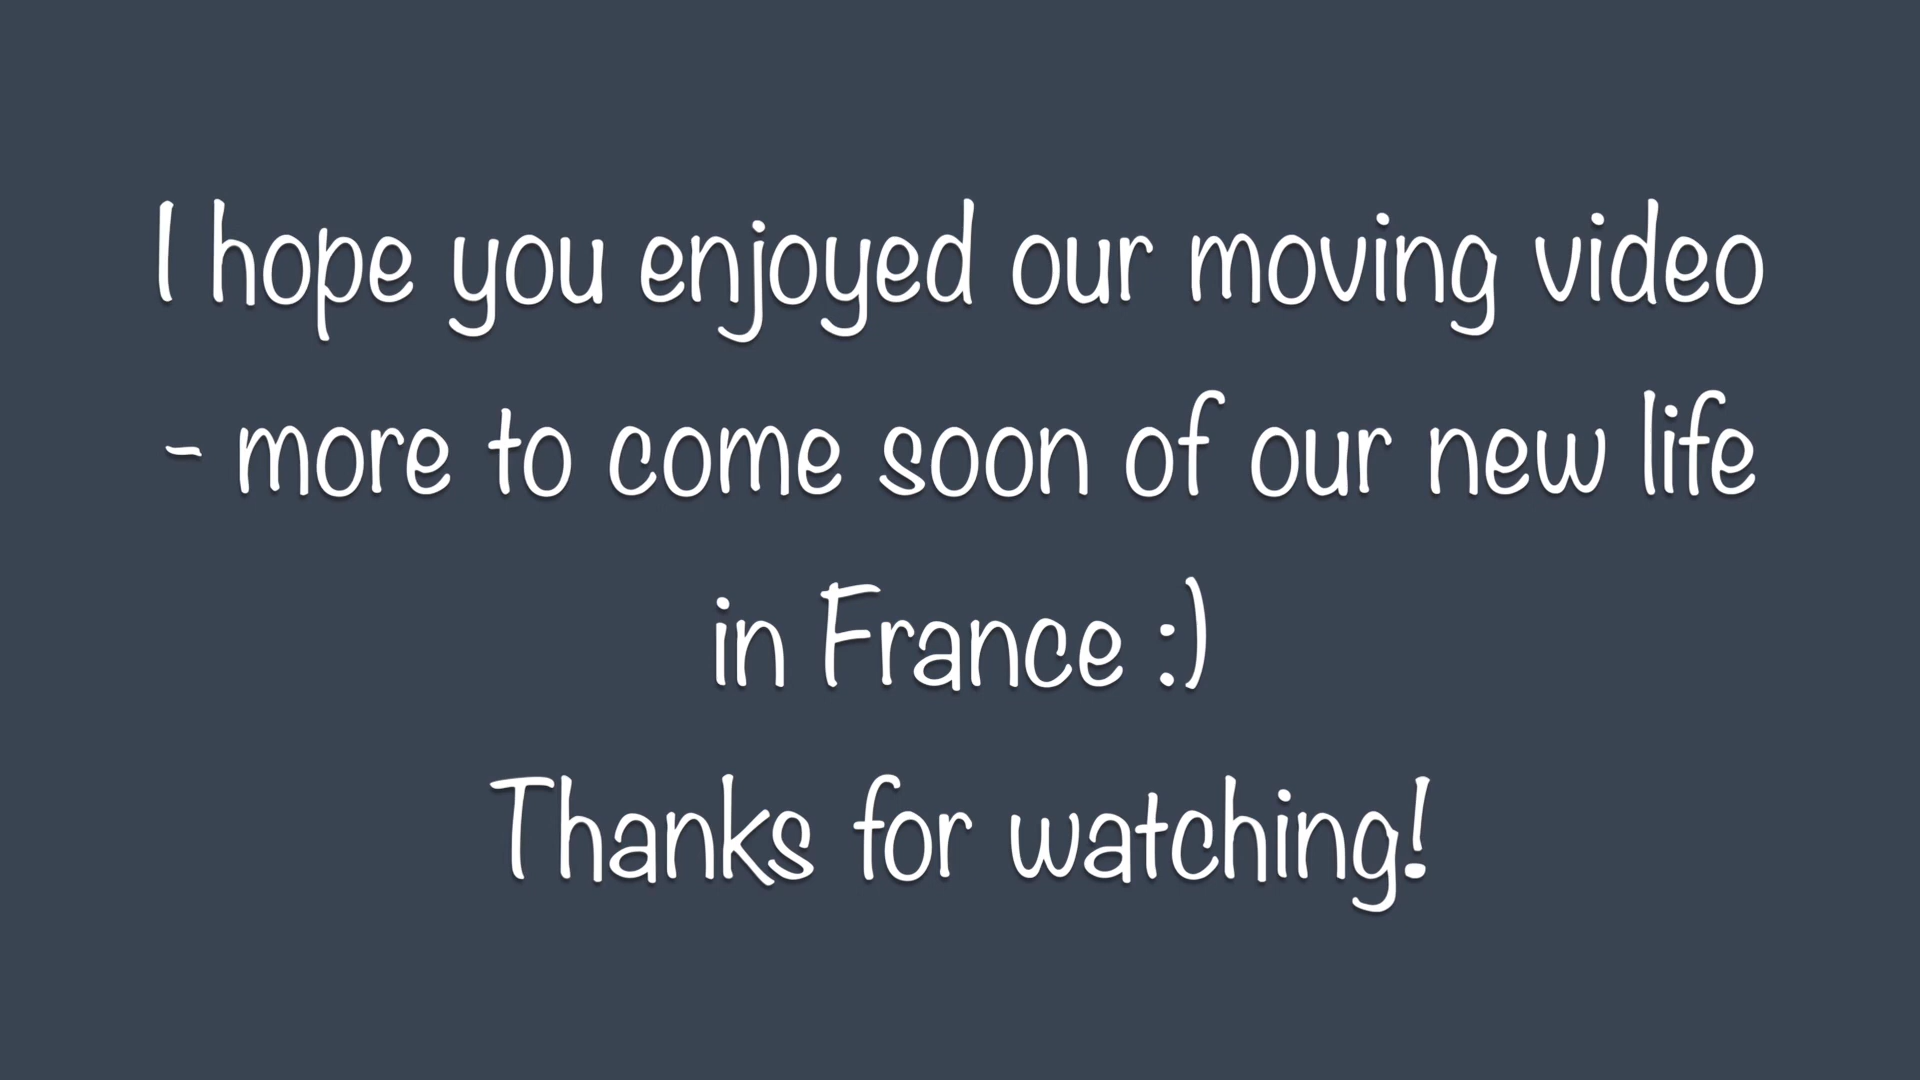 I hope you enjoyed our moving video
- more to come soon of our new life
in France :)
Thanks for watching!